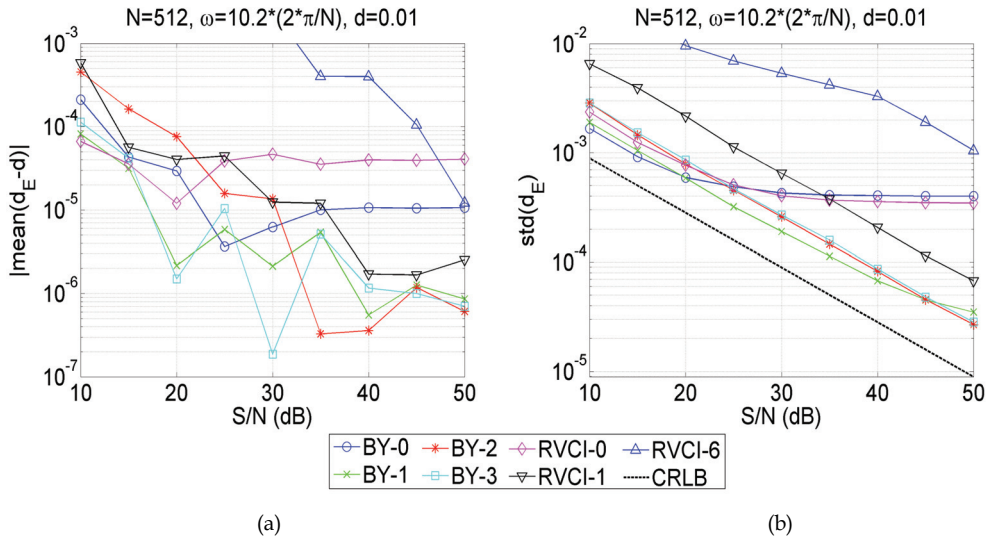 N=512, ω=10.2*(2*π/N), d=0.01
|mean(d_E-d)|
10^-3
10^-4
10^-5
10^-6
10^-7
10 20 30 40 50
S/N (dB)
N=512, ω=10.2*(2*π/N), d=0.01
std(d_E)
10^-2
10^-3
10^-4
10^-5
10 20 30 40 50
S/N (dB)
BY-0 BY-2 RVCI-0 RVCI-6
BY-1 BY-3 RVCI-1 CRLB
(a) (b)